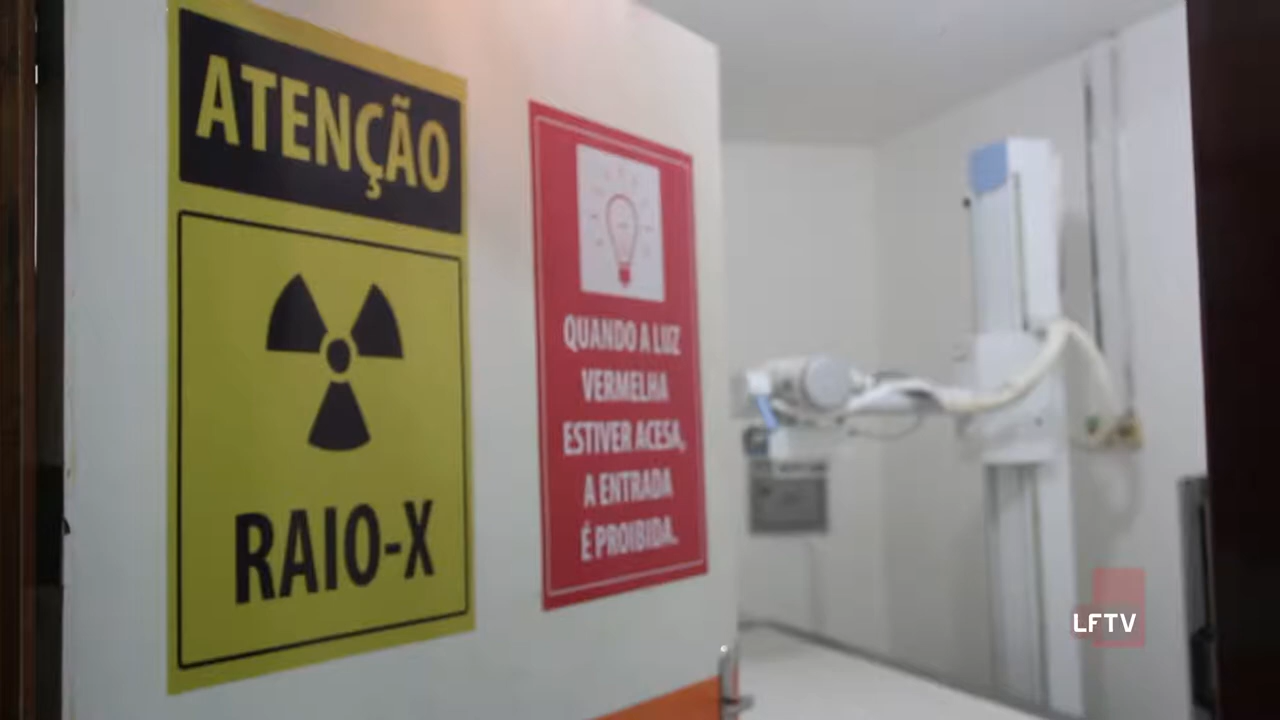 ATENÇÃO
RAIO-X
QUANDO A LUZ
VERMELHA
ESTIVER ACESA,
A ENTRADA
É PROIBIDA.
LFTV